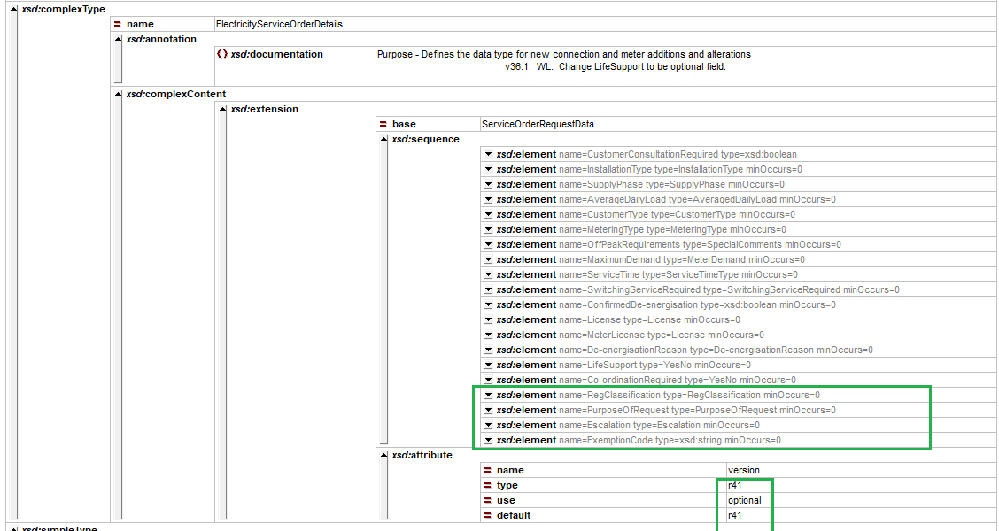 xsd:complexType
name ElectricityServiceOrderDetails
xsd:annotation
xsd:documentation Purpose - Defines the data type for new connection and meter additions and alterations
v36.1. WL. Change LifeSupport to be optional field.
xsd:complexContent
xsd:extension
base ServiceOrderRequestData
xsd:sequence
xsd:element name=CustomerConsultationRequired type=xsd:boolean
xsd:element name=InstallationType type=InstallationType minOccurs=0
xsd:element name=SupplyPhase type=SupplyPhase minOccurs=0
xsd:element name=AverageDailyLoad type=AveragedDailyLoad minOccurs=0
xsd:element name=CustomerType type=CustomerType minOccurs=0
xsd:element name=MeteringType type=MeteringType minOccurs=0
xsd:element name=OffPeakRequirements type=SpecialComments minOccurs=0
xsd:element name=MaximumDemand type=MeterDemand minOccurs=0
xsd:element name=ServiceTime type=ServiceTimeType minOccurs=0
xsd:element name=SwitchingServiceRequired type=SwitchingServiceRequired minOccurs=0
xsd:element name=ConfirmedDe-energisation type=xsd:boolean minOccurs=0
xsd:element name=License type=License minOccurs=0
xsd:element name=MeterLicense type=License minOccurs=0
xsd:element name=De-energisationReason type=De-energisationReason minOccurs=0
xsd:element name=LifeSupport type=YesNo minOccurs=0
xsd:element name=Co-ordinationRequired type=YesNo minOccurs=0
xsd:element name=RegClassification type=RegClassification minOccurs=0
xsd:element name=PurposeOfRequest type=PurposeOfRequest minOccurs=0
xsd:element name=Escalation type=Escalation minOccurs=0
xsd:element name=ExemptionCode type=xsd:string minOccurs=0
xsd:attribute
name version
type r41
use optional
default r41
xsd:simpleType